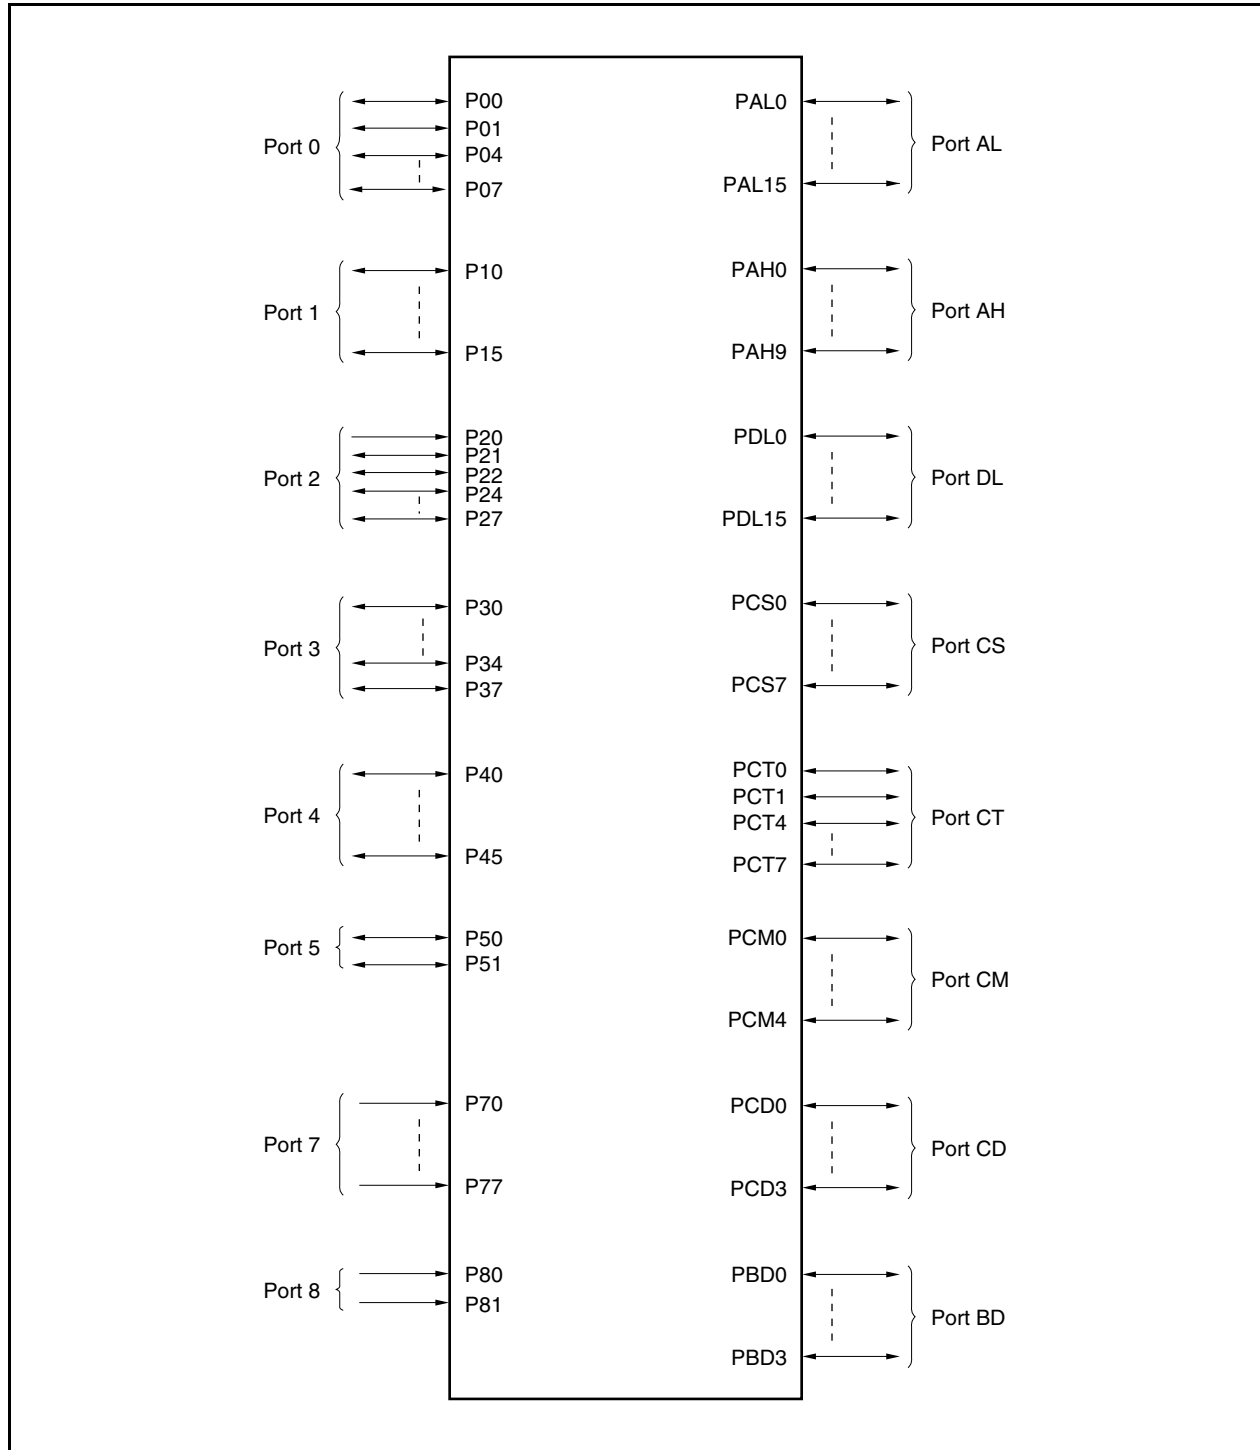 Port 0
P00
P01
P04
P07
Port 1
P10
P15
Port 2
P20
P21
P22
P24
P27
Port 3
P30
P34
P37
Port 4
P40
P45
Port 5
P50
P51
Port 7
P70
P77
Port 8
P80
P81
PAL0
PAL15
Port AL
PAH0
PAH9
Port AH
PDL0
PDL15
Port DL
PCS0
PCS7
Port CS
PCT0
PCT1
PCT4
PCT7
Port CT
PCM0
PCM4
Port CM
PCD0
PCD3
Port CD
PBD0
PBD3
Port BD